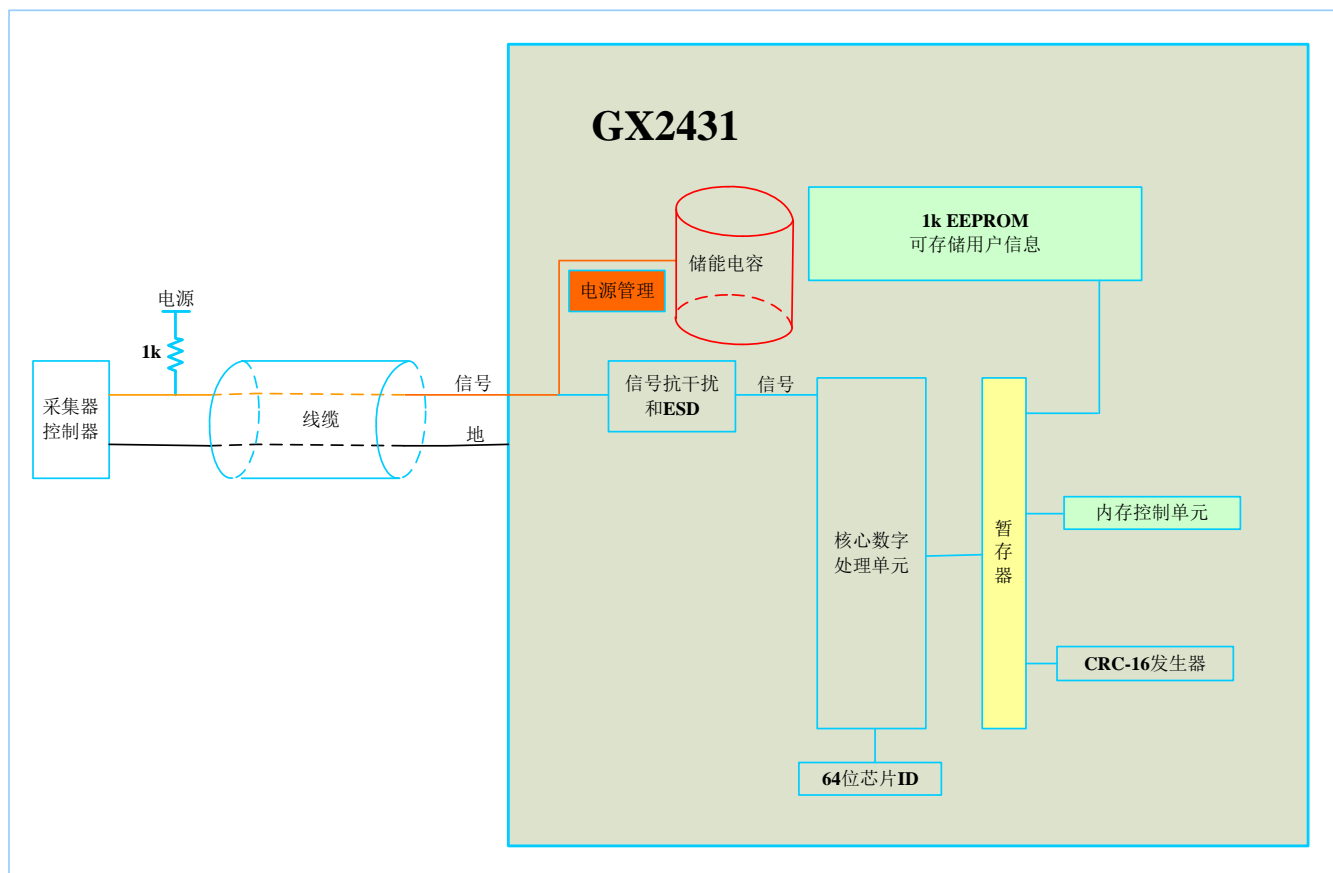 GX2431
1k EEPROM
可存储用户信息
储能电容
电源管理
电源
1k
采集器
控制器
线缆
信号
地
信号抗干扰
和ESD
信号
核心数字
处理单元
暂
存
器
内存控制单元
CRC-16发生器
64位芯片ID